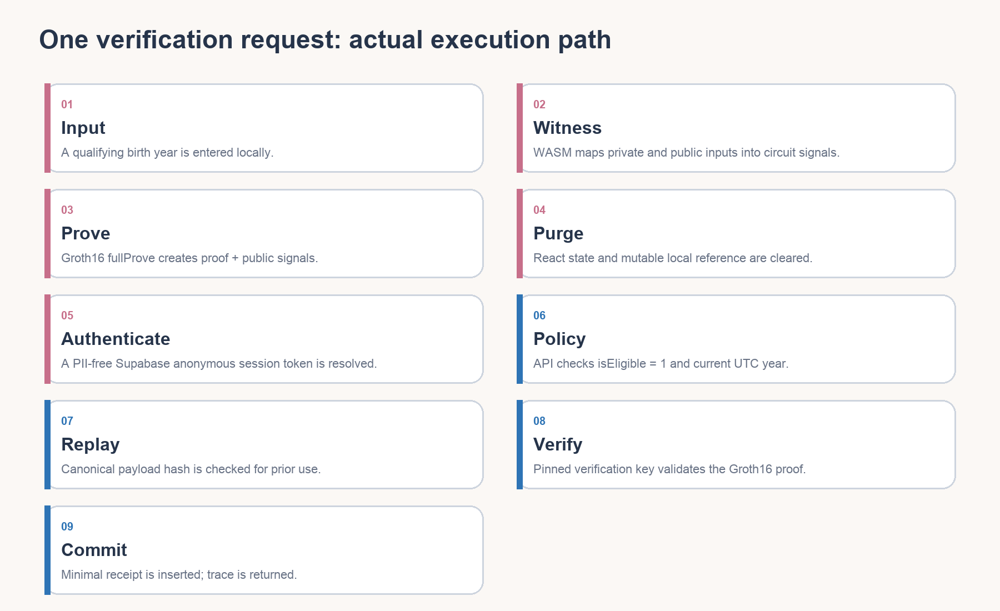 One verification request: actual execution path
01
Input
A qualifying birth year is entered locally.
02
Witness
WASM maps private and public inputs into circuit signals.
03
Prove
Groth16 fullProve creates proof + public signals.
04
Purge
React state and mutable local reference are cleared.
05
Authenticate
A PII-free Supabase anonymous session token is resolved.
06
Policy
API checks isEligible = 1 and current UTC year.
07
Replay
Canonical payload hash is checked for prior use.
08
Verify
Pinned verification key validates the Groth16 proof.
09
Commit
Minimal receipt is inserted; trace is returned.